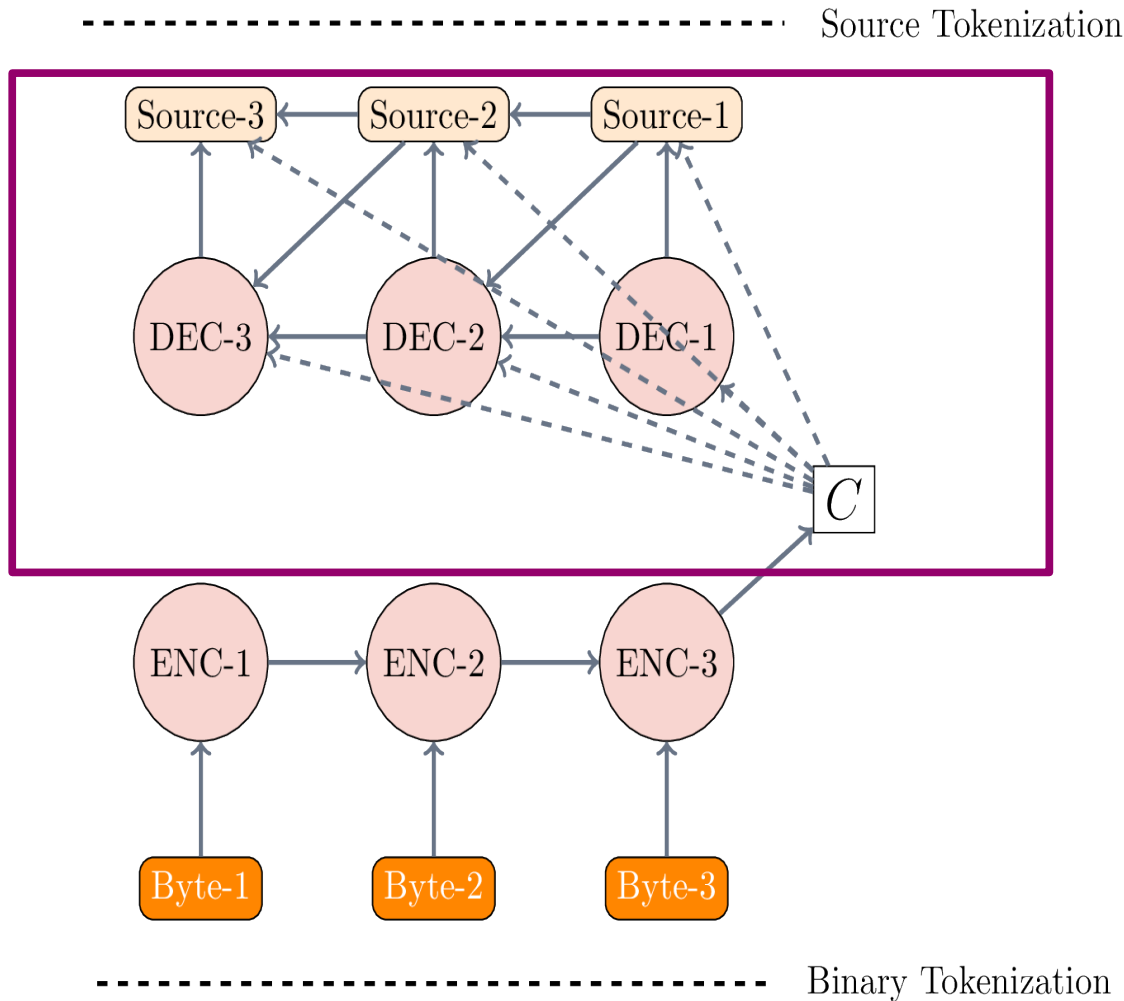 Source Tokenization
Source-3 Source-2 Source-1
DEC-3 DEC-2 DEC-1
C
ENC-1 ENC-2 ENC-3
Byte-1 Byte-2 Byte-3
Binary Tokenization